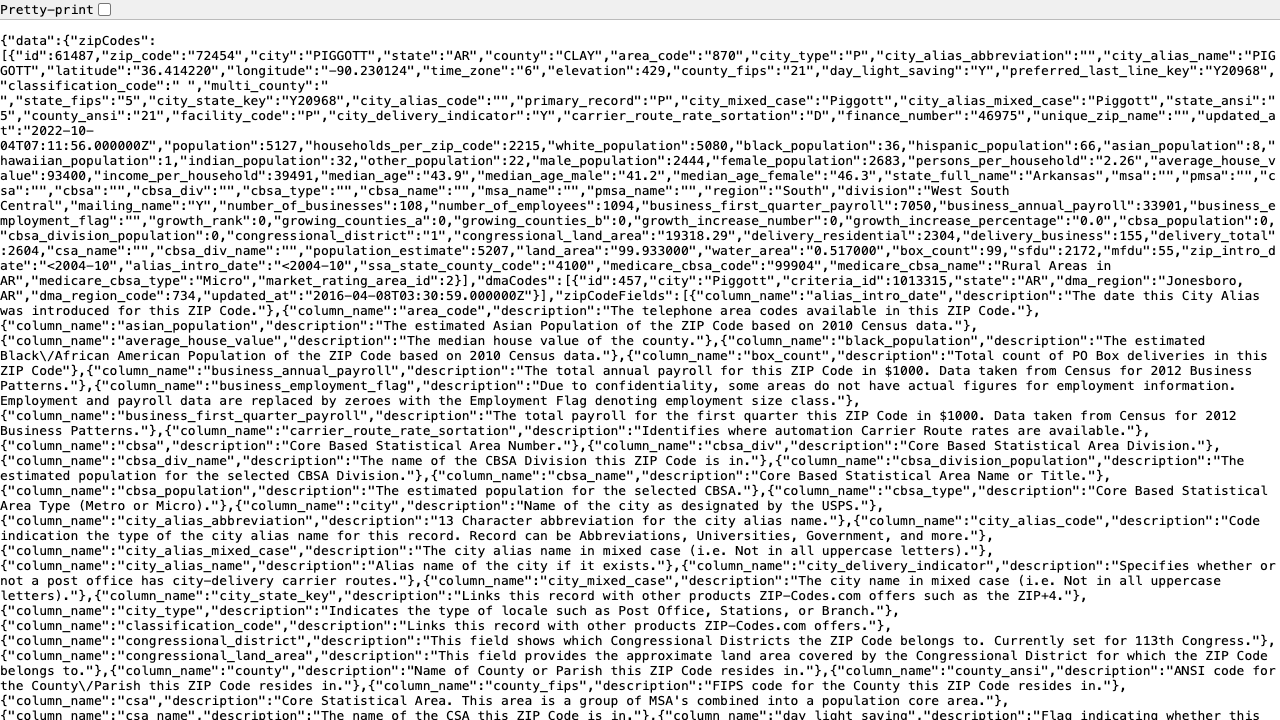 Pretty-print
{"data":{"zipCodes":
[{"id":61487,"zip_code":"72454","city":"PIGGOTT","state":"AR","county":"CLAY","area_code":"870","city_type":"P","city_alias_abbreviation":"","city_alias_name":"PIG
GOTT","latitude":"36.414220","longitude":"-90.230124","time_zone":"6","elevation":429,"county_fips":"21","day_light_saving":"Y","preferred_last_line_key":"Y20968",
"classification_code":" ","multi_county":"
","state_fips":"5","city_state_key":"Y20968","city_alias_code":"","primary_record":"P","city_mixed_case":"Piggott","city_alias_mixed_case":"Piggott","state_ansi":"
5","county_ansi":"21","facility_code":"P","city_delivery_indicator":"Y","carrier_route_rate_sortation":"D","finance_number":"46975","unique_zip_name":"","updated_a
t":"2022-10-
04T07:11:56.000000Z","population":5127,"households_per_zip_code":2215,"white_population":5080,"black_population":36,"hispanic_population":66,"asian_population":8,"
hawaiian_population":1,"indian_population":32,"other_population":22,"male_population":2444,"female_population":2683,"persons_per_household":"2.26","average_house_v
alue":93400,"income_per_household":39491,"median_age":"43.9","median_age_male":"41.2","median_age_female":"46.3","state_full_name":"Arkansas","msa":"","pmsa":"","c
sa":"","cbsa":"","cbsa_div":"","cbsa_type":"","cbsa_name":"","msa_name":"","pmsa_name":"","region":"South","division":"West South
Central","mailing_name":"Y","number_of_businesses":108,"number_of_employees":1094,"business_first_quarter_payroll":7050,"business_annual_payroll":33901,"business_e
mployment_flag":"","growth_rank":0,"growing_counties_a":0,"growing_counties_b":0,"growth_increase_number":0,"growth_increase_percentage":"0.0","cbsa_population":0,
"cbsa_division_population":0,"congressional_district":"1","congressional_land_area":"19318.29","delivery_residential":2304,"delivery_business":155,"delivery_total"
:2604,"csa_name":"","cbsa_div_name":"","population_estimate":5207,"land_area":"99.933000","water_area":"0.517000","box_count":99,"sfdu":2172,"mfdu":55,"zip_intro_d
ate":"<2004-10","alias_intro_date":"<2004-10","ssa_state_county_code":"4100","medicare_cbsa_code":"99904","medicare_cbsa_name":"Rural Areas in
AR","medicare_cbsa_type":"Micro","market_rating_area_id":2}],"dmaCodes":[{"id":457,"city":"Piggott","criteria_id":1013315,"state":"AR","dma_region":"Jonesboro,
AR","dma_region_code":734,"updated_at":"2016-04-08T03:30:59.000000Z"}],"zipCodeFields":[{"column_name":"alias_intro_date","description":"The date this City Alias
was introduced for this ZIP Code."},{"column_name":"area_code","description":"The telephone area codes available in this ZIP Code."},
{"column_name":"asian_population","description":"The estimated Asian Population of the ZIP Code based on 2010 Census data."},
{"column_name":"average_house_value","description":"The median house value of the county."},{"column_name":"black_population","description":"The estimated
Black\/African American Population of the ZIP Code based on 2010 Census data."},{"column_name":"box_count","description":"Total count of PO Box deliveries in this
ZIP Code"},{"column_name":"business_annual_payroll","description":"The total annual payroll for this ZIP Code in $1000. Data taken from Census for 2012 Business
Patterns."},{"column_name":"business_employment_flag","description":"Due to confidentiality, some areas do not have actual figures for employment information.
Employment and payroll data are replaced by zeroes with the Employment Flag denoting employment size class."},
{"column_name":"business_first_quarter_payroll","description":"The total payroll for the first quarter this ZIP Code in $1000. Data taken from Census for 2012
Business Patterns."},{"column_name":"carrier_route_rate_sortation","description":"Identifies where automation Carrier Route rates are available."},
{"column_name":"cbsa","description":"Core Based Statistical Area Number."},{"column_name":"cbsa_div","description":"Core Based Statistical Area Division."},
{"column_name":"cbsa_div_name","description":"The name of the CBSA Division this ZIP Code is in."},{"column_name":"cbsa_division_population","description":"The
estimated population for the selected CBSA Division."},{"column_name":"cbsa_name","description":"Core Based Statistical Area Name or Title."},
{"column_name":"cbsa_population","description":"The estimated population for the selected CBSA."},{"column_name":"cbsa_type","description":"Core Based Statistical
Area Type (Metro or Micro)."},{"column_name":"city","description":"Name of the city as designated by the USPS."},
{"column_name":"city_alias_abbreviation","description":"13 Character abbreviation for the city alias name."},{"column_name":"city_alias_code","description":"Code
indication the type of the city alias name for this record. Record can be Abbreviations, Universities, Government, and more."},
{"column_name":"city_alias_mixed_case","description":"The city alias name in mixed case (i.e. Not in all uppercase letters)."},
{"column_name":"city_alias_name","description":"Alias name of the city if it exists."},{"column_name":"city_delivery_indicator","description":"Specifies whether or
not a post office has city-delivery carrier routes."},{"column_name":"city_mixed_case","description":"The city name in mixed case (i.e. Not in all uppercase
letters)."},{"column_name":"city_state_key","description":"Links this record with other products ZIP-Codes.com offers such as the ZIP+4."},
{"column_name":"city_type","description":"Indicates the type of locale such as Post Office, Stations, or Branch."},
{"column_name":"classification_code","description":"Links this record with other products ZIP-Codes.com offers."},
{"column_name":"congressional_district","description":"This field shows which Congressional Districts the ZIP Code belongs to. Currently set for 113th Congress."},
{"column_name":"congressional_land_area","description":"This field provides the approximate land area covered by the Congressional District for which the ZIP Code
belongs to."},{"column_name":"county","description":"Name of County or Parish this ZIP Code resides in."},{"column_name":"county_ansi","description":"ANSI code for
the County\/Parish this ZIP Code resides in."},{"column_name":"county_fips","description":"FIPS code for the County this ZIP Code resides in."},
{"column_name":"csa","description":"Core Statistical Area. This area is a group of MSA's combined into a population core area."},
{"column_name":"csa_name","description":"The name of the CSA this ZIP Code is in."},{"column_name":"day_light_saving","description":"Flag indicating whether this